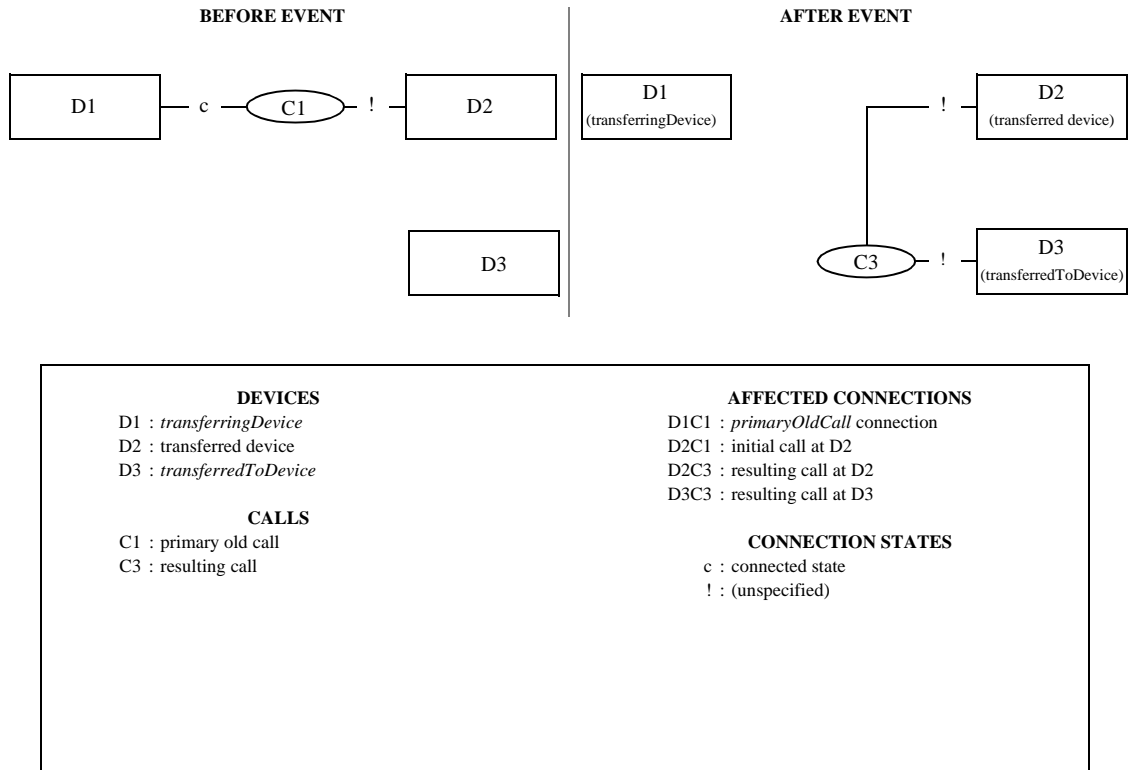 BEFORE EVENT
AFTER EVENT
D1 c C1 ! D2
D3
D1
(transferringDevice)
! D2
(transferred device)
C3 ! D3
(transferredToDevice)
DEVICES
D1 : transferringDevice
D2 : transferred device
D3 : transferredToDevice
CALLS
C1 : primary old call
C3 : resulting call
AFFECTED CONNECTIONS
D1C1 : primaryOldCall connection
D2C1 : initial call at D2
D2C3 : resulting call at D2
D3C3 : resulting call at D3
CONNECTION STATES
c : connected state
! : (unspecified)